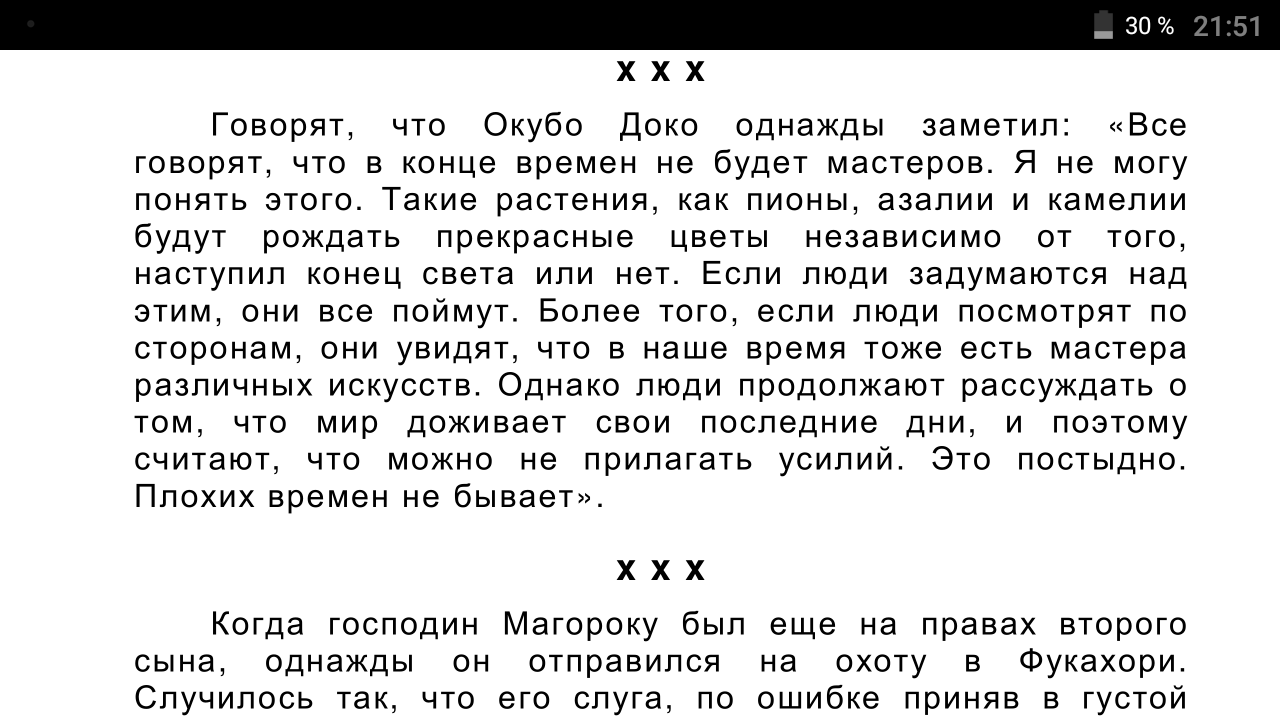 30 % 21:51
x x x
Говорят, что Окубо Доко однажды заметил: «Все
говорят, что в конце времен не будет мастеров. Я не могу
понять этого. Такие растения, как пионы, азалии и камелии
будут рождать прекрасные цветы независимо от того,
наступил конец света или нет. Если люди задумаются над
этим, они все поймут. Более того, если люди посмотрят по
сторонам, они увидят, что в наше время тоже есть мастера
различных искусств. Однако люди продолжают рассуждать о
том, что мир доживает свои последние дни, и поэтому
считают, что можно не прилагать усилий. Это постыдно.
Плохих времен не бывает».
x x x
Когда господин Магороку был еще на правах второго
сына, однажды он отправился на охоту в Фукахори.
Случилось так, что его слуга, по ошибке приняв в густой